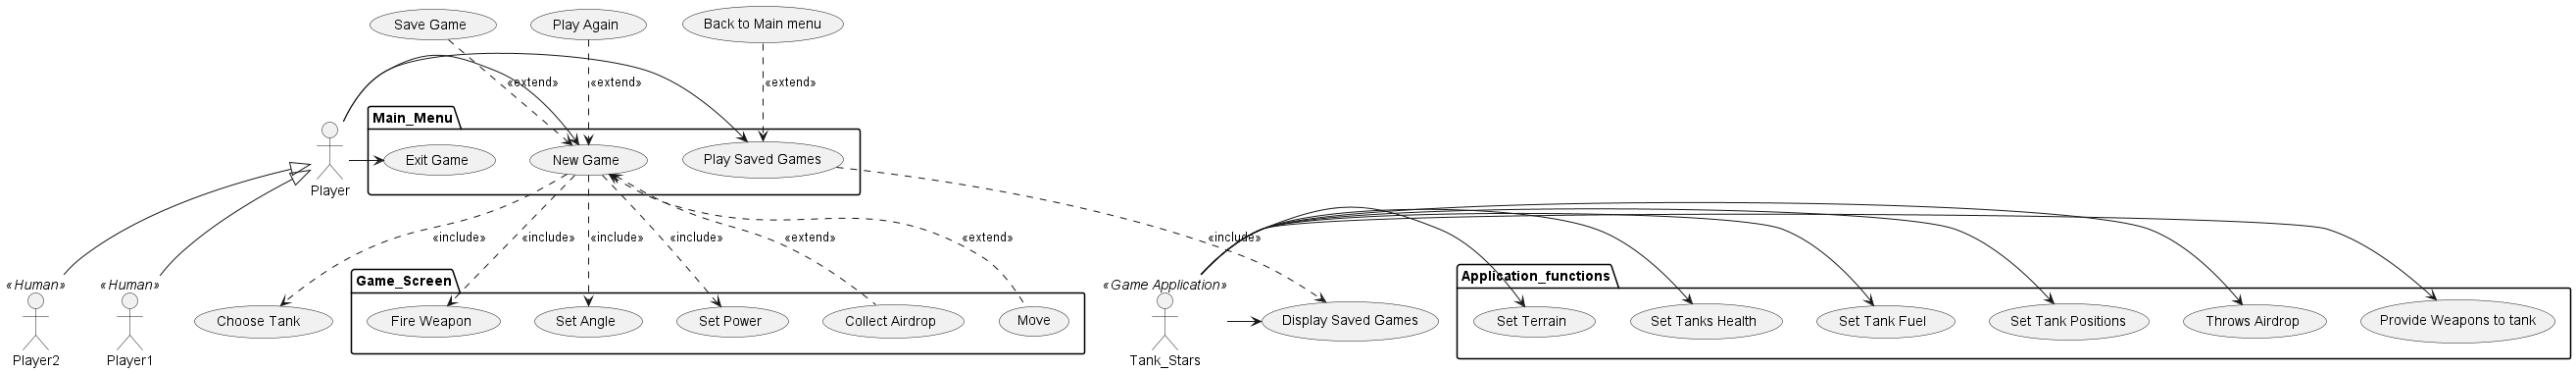 Save Game
Play Again
Back to Main menu
«extend»
«extend»
«extend»
Main_Menu
Exit Game
New Game
Play Saved Games
Player
«include»
«include»
«include»
«include»
«extend»
«extend»
«include»
«Human»
«Human»
Player2
Player1
Choose Tank
Game_Screen
Fire Weapon
Set Angle
Set Power
Collect Airdrop
Move
«Game Application»
Tank_Stars
Display Saved Games
Application_functions
Set Terrain
Set Tanks Health
Set Tank Fuel
Set Tank Positions
Throws Airdrop
Provide Weapons to tank